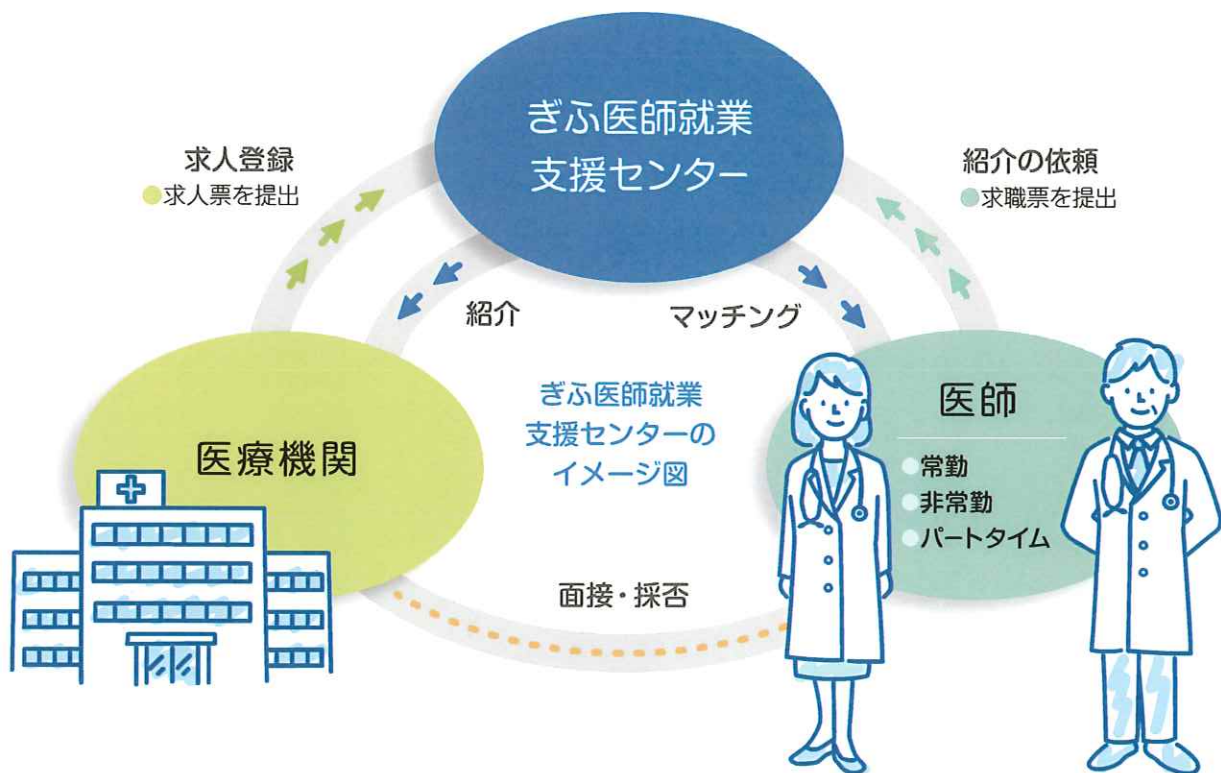 ぎふ医師就業
支援センター
求人登録
●求人票を提出
紹介の依頼
●求職票を提出
紹介
マッチング
ぎふ医師就業
支援センターの
イメージ図
医療機関
医師
常勤
非常勤
パートタイム
面接・採否